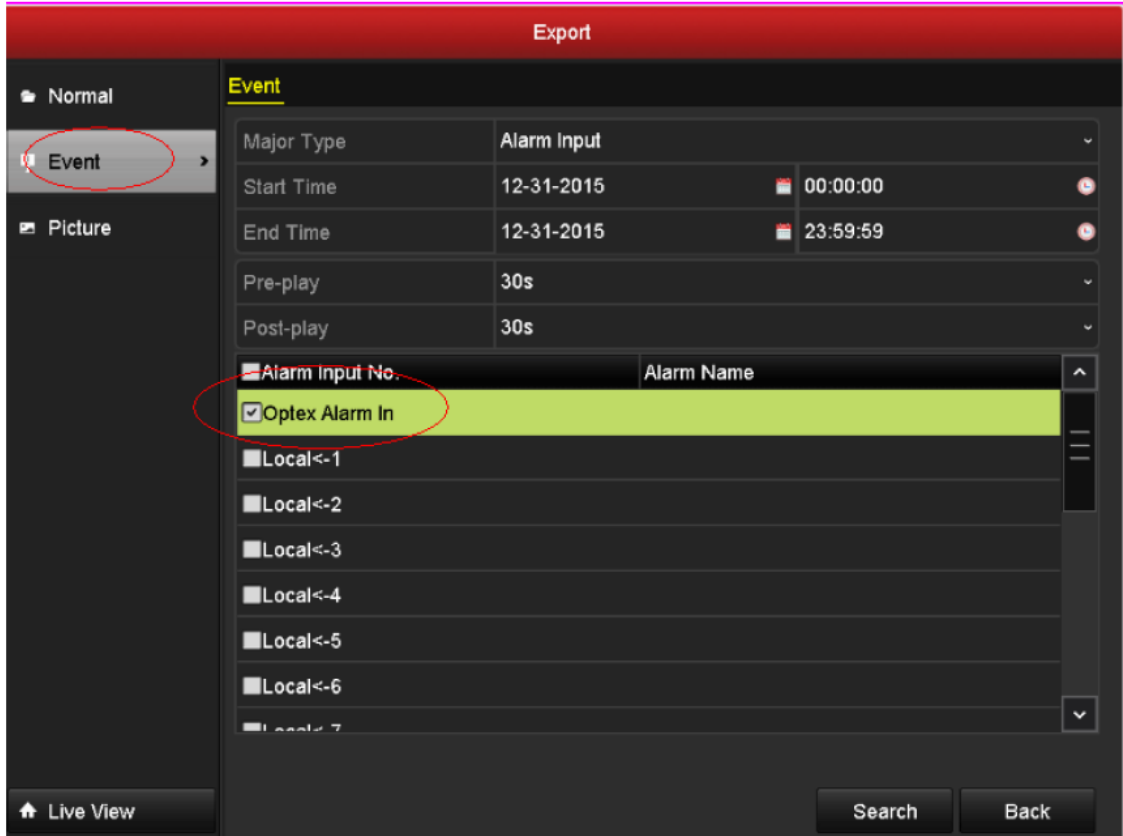 Export
Normal
Event
Picture
Event
Major Type Alarm Input
Start Time 12-31-2015 00:00:00
End Time 12-31-2015 23:59:59
Pre-play 30s
Post-play 30s
Alarm Input No. Alarm Name
Optex Alarm In
Local<-1
Local<-2
Local<-3
Local<-4
Local<-5
Local<-6
Local<-7
Live View Search Back